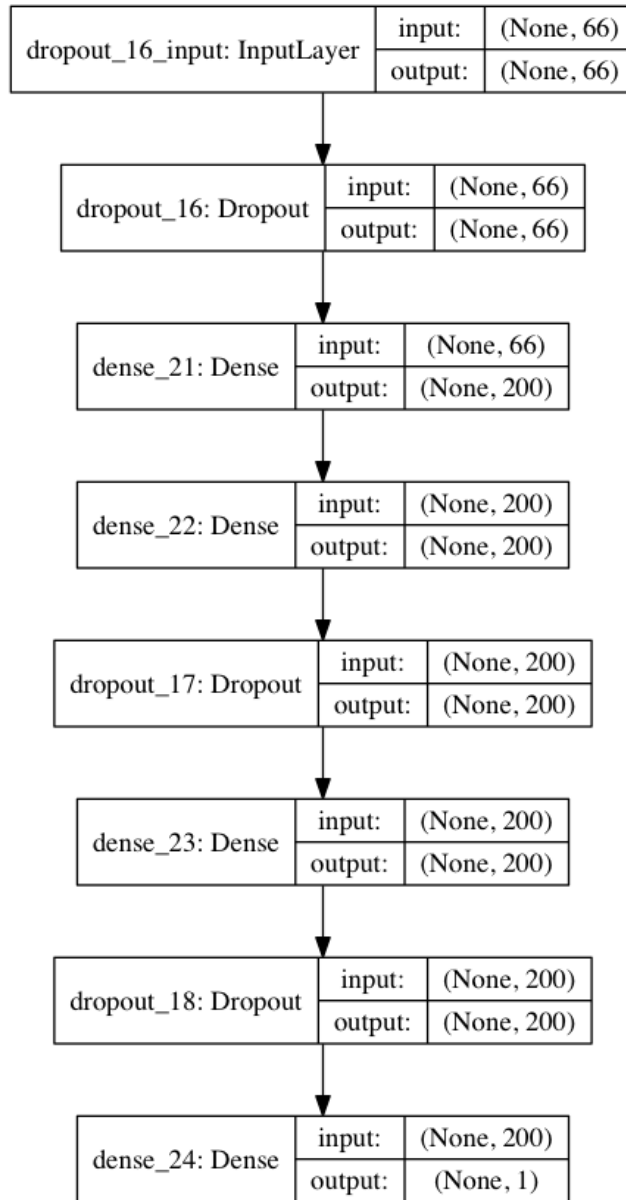 dropout_16_input: InputLayer
input: (None, 66)
output: (None, 66)
dropout_16: Dropout
input: (None, 66)
output: (None, 66)
dense_21: Dense
input: (None, 66)
output: (None, 200)
dense_22: Dense
input: (None, 200)
output: (None, 200)
dropout_17: Dropout
input: (None, 200)
output: (None, 200)
dense_23: Dense
input: (None, 200)
output: (None, 200)
dropout_18: Dropout
input: (None, 200)
output: (None, 200)
dense_24: Dense
input: (None, 200)
output: (None, 1)